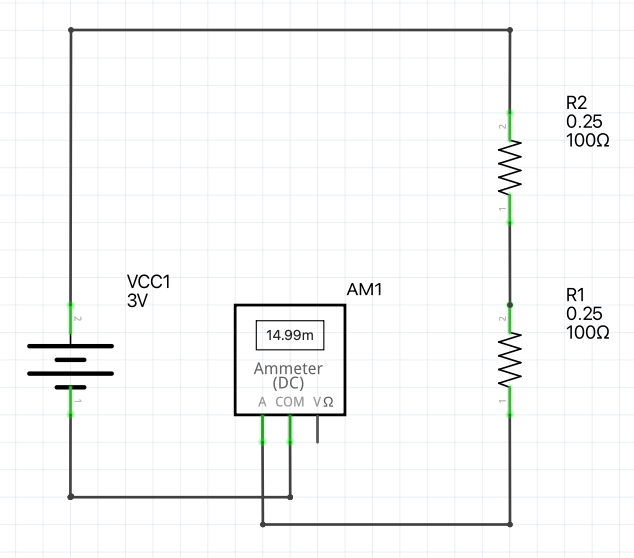 R2
0.25
100Ω
2
1
VCC1
3V
2
1
AM1
14.99m
Ammeter
(DC)
A COM VΩ
R1
0.25
100Ω
2
1